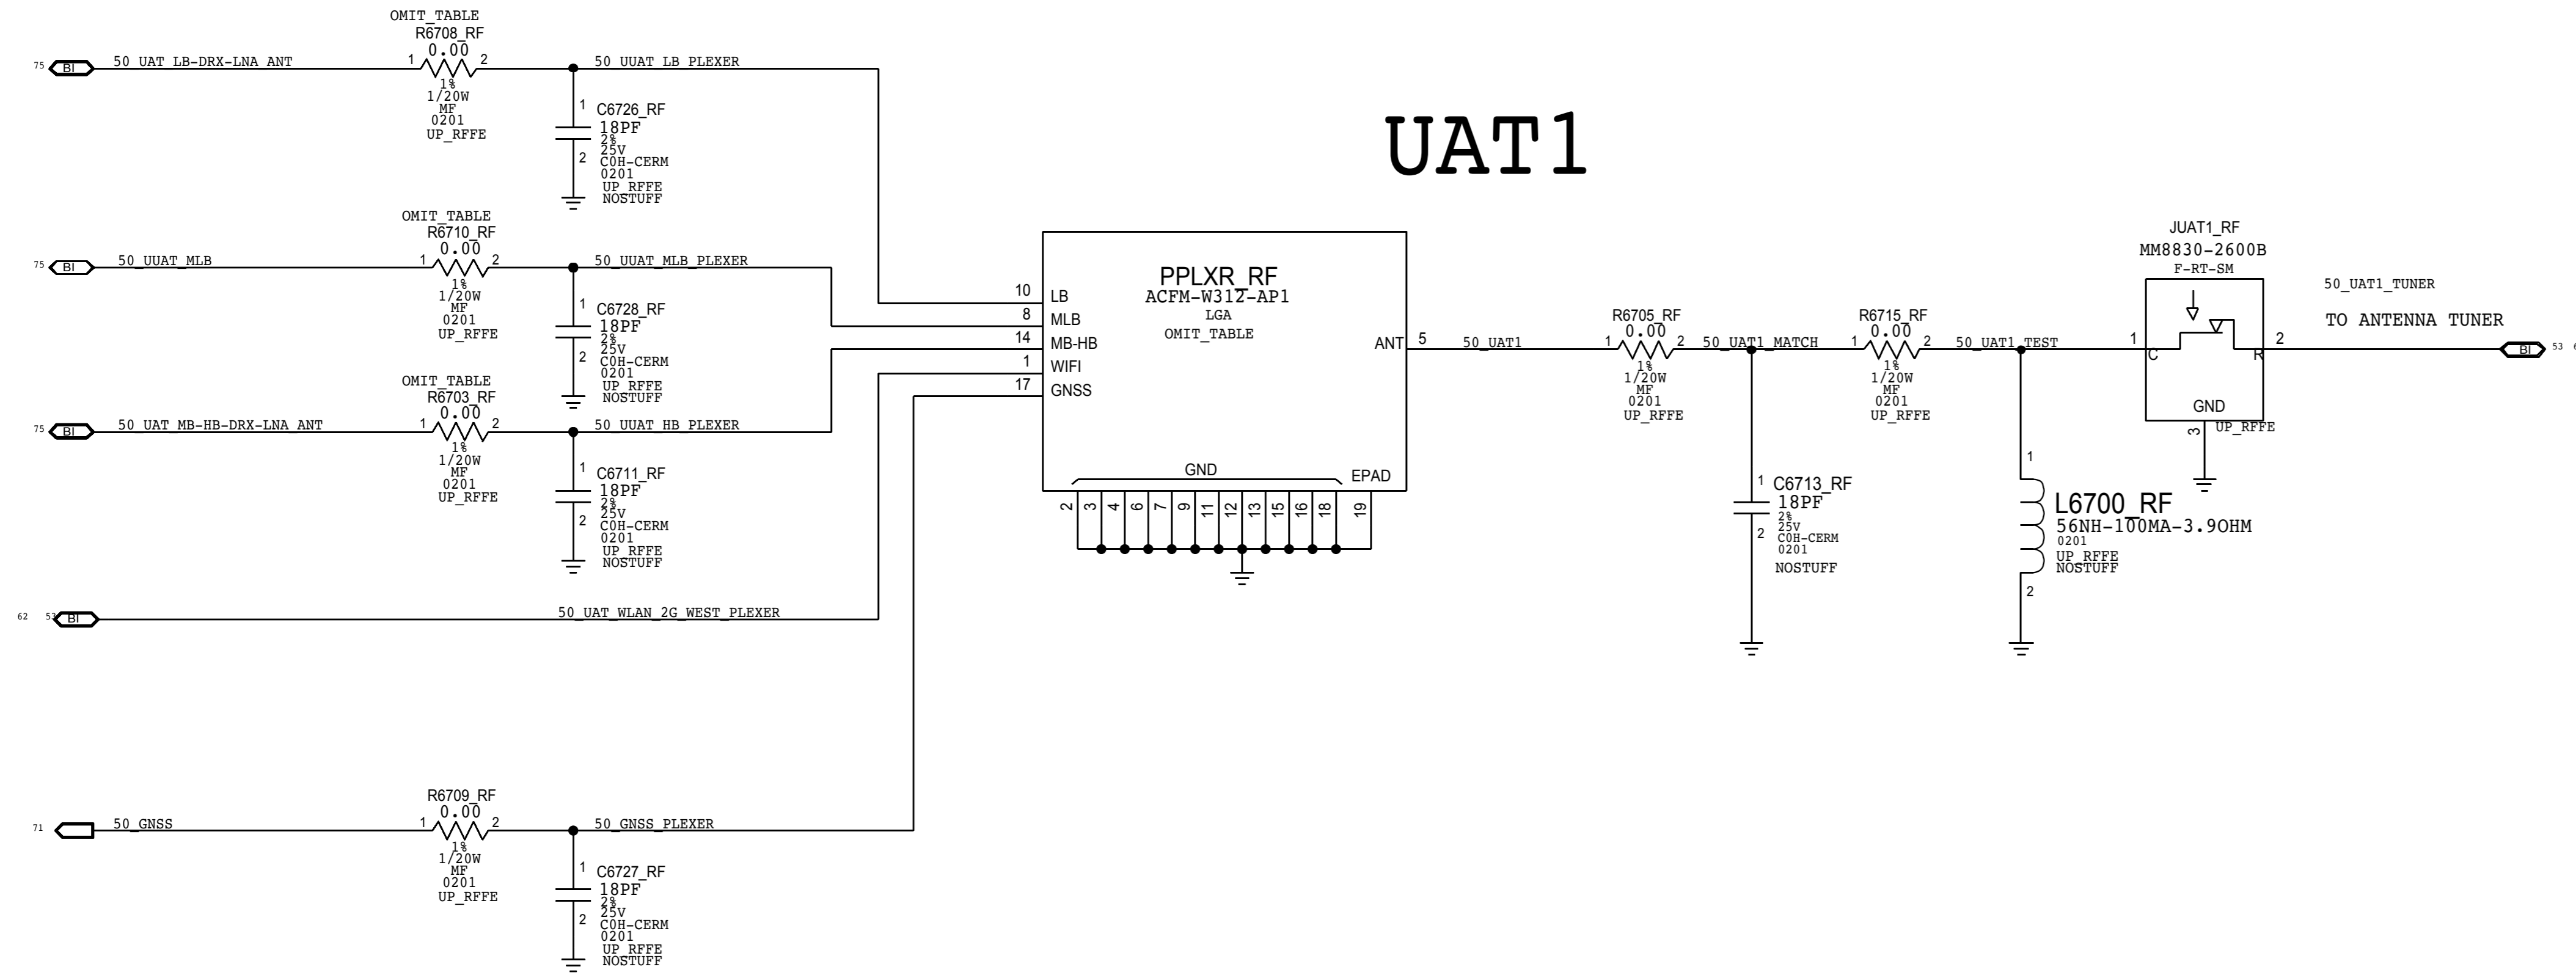 UAT1
75
BI
50_UAT_LB-DRX-LNA_ANT
OMIT_TABLE
R6708_RF
0.00
1 2
1%
1/20W
MF
0201
UP_RFFE
50_UUAT_LB_PLEXER
1
C6726_RF
18PF
2%
25V
2
C0H-CERM
0201
UP_RFFE
NOSTUFF
75
BI
50_UUAT_MLB
OMIT_TABLE
R6710_RF
0.00
1 2
1%
1/20W
MF
0201
UP_RFFE
50_UUAT_MLB_PLEXER
1
C6728_RF
18PF
2%
25V
2
C0H-CERM
0201
UP_RFFE
NOSTUFF
75
BI
50_UAT_MB-HB-DRX-LNA_ANT
OMIT_TABLE
R6703_RF
0.00
1 2
1%
1/20W
MF
0201
UP_RFFE
50_UUAT_HB_PLEXER
1
C6711_RF
18PF
2%
25V
2
C0H-CERM
0201
UP_RFFE
NOSTUFF
62 53
BI
50_UAT_WLAN_2G_WEST_PLEXER
71
50_GNSS
R6709_RF
0.00
1 2
1%
1/20W
MF
0201
UP_RFFE
50_GNSS_PLEXER
1
C6727_RF
18PF
2%
25V
2
C0H-CERM
0201
UP_RFFE
NOSTUFF
PPLXR_RF
ACFM-W312-AP1
LGA
OMIT_TABLE
10 LB
8 MLB
14 MB-HB
1 WIFI
17 GNSS
ANT 5
GND
EPAD
2 3 4 6 7 9 11 12 13 15 16 18 19
50_UAT1
R6705_RF
0.00
1 2
1%
1/20W
MF
0201
UP_RFFE
50_UAT1_MATCH
1
C6713_RF
18PF
2%
25V
2
C0H-CERM
0201
NOSTUFF
R6715_RF
0.00
1 2
1%
1/20W
MF
0201
UP_RFFE
50_UAT1_TEST
1
L6700_RF
56NH-100MA-3.9OHM
0201
UP_RFFE
NOSTUFF
2
JUAT1_RF
MM8830-2600B
F-RT-SM
1
C
R
2
GND
3
UP_RFFE
50_UAT1_TUNER
TO ANTENNA TUNER
BI
53